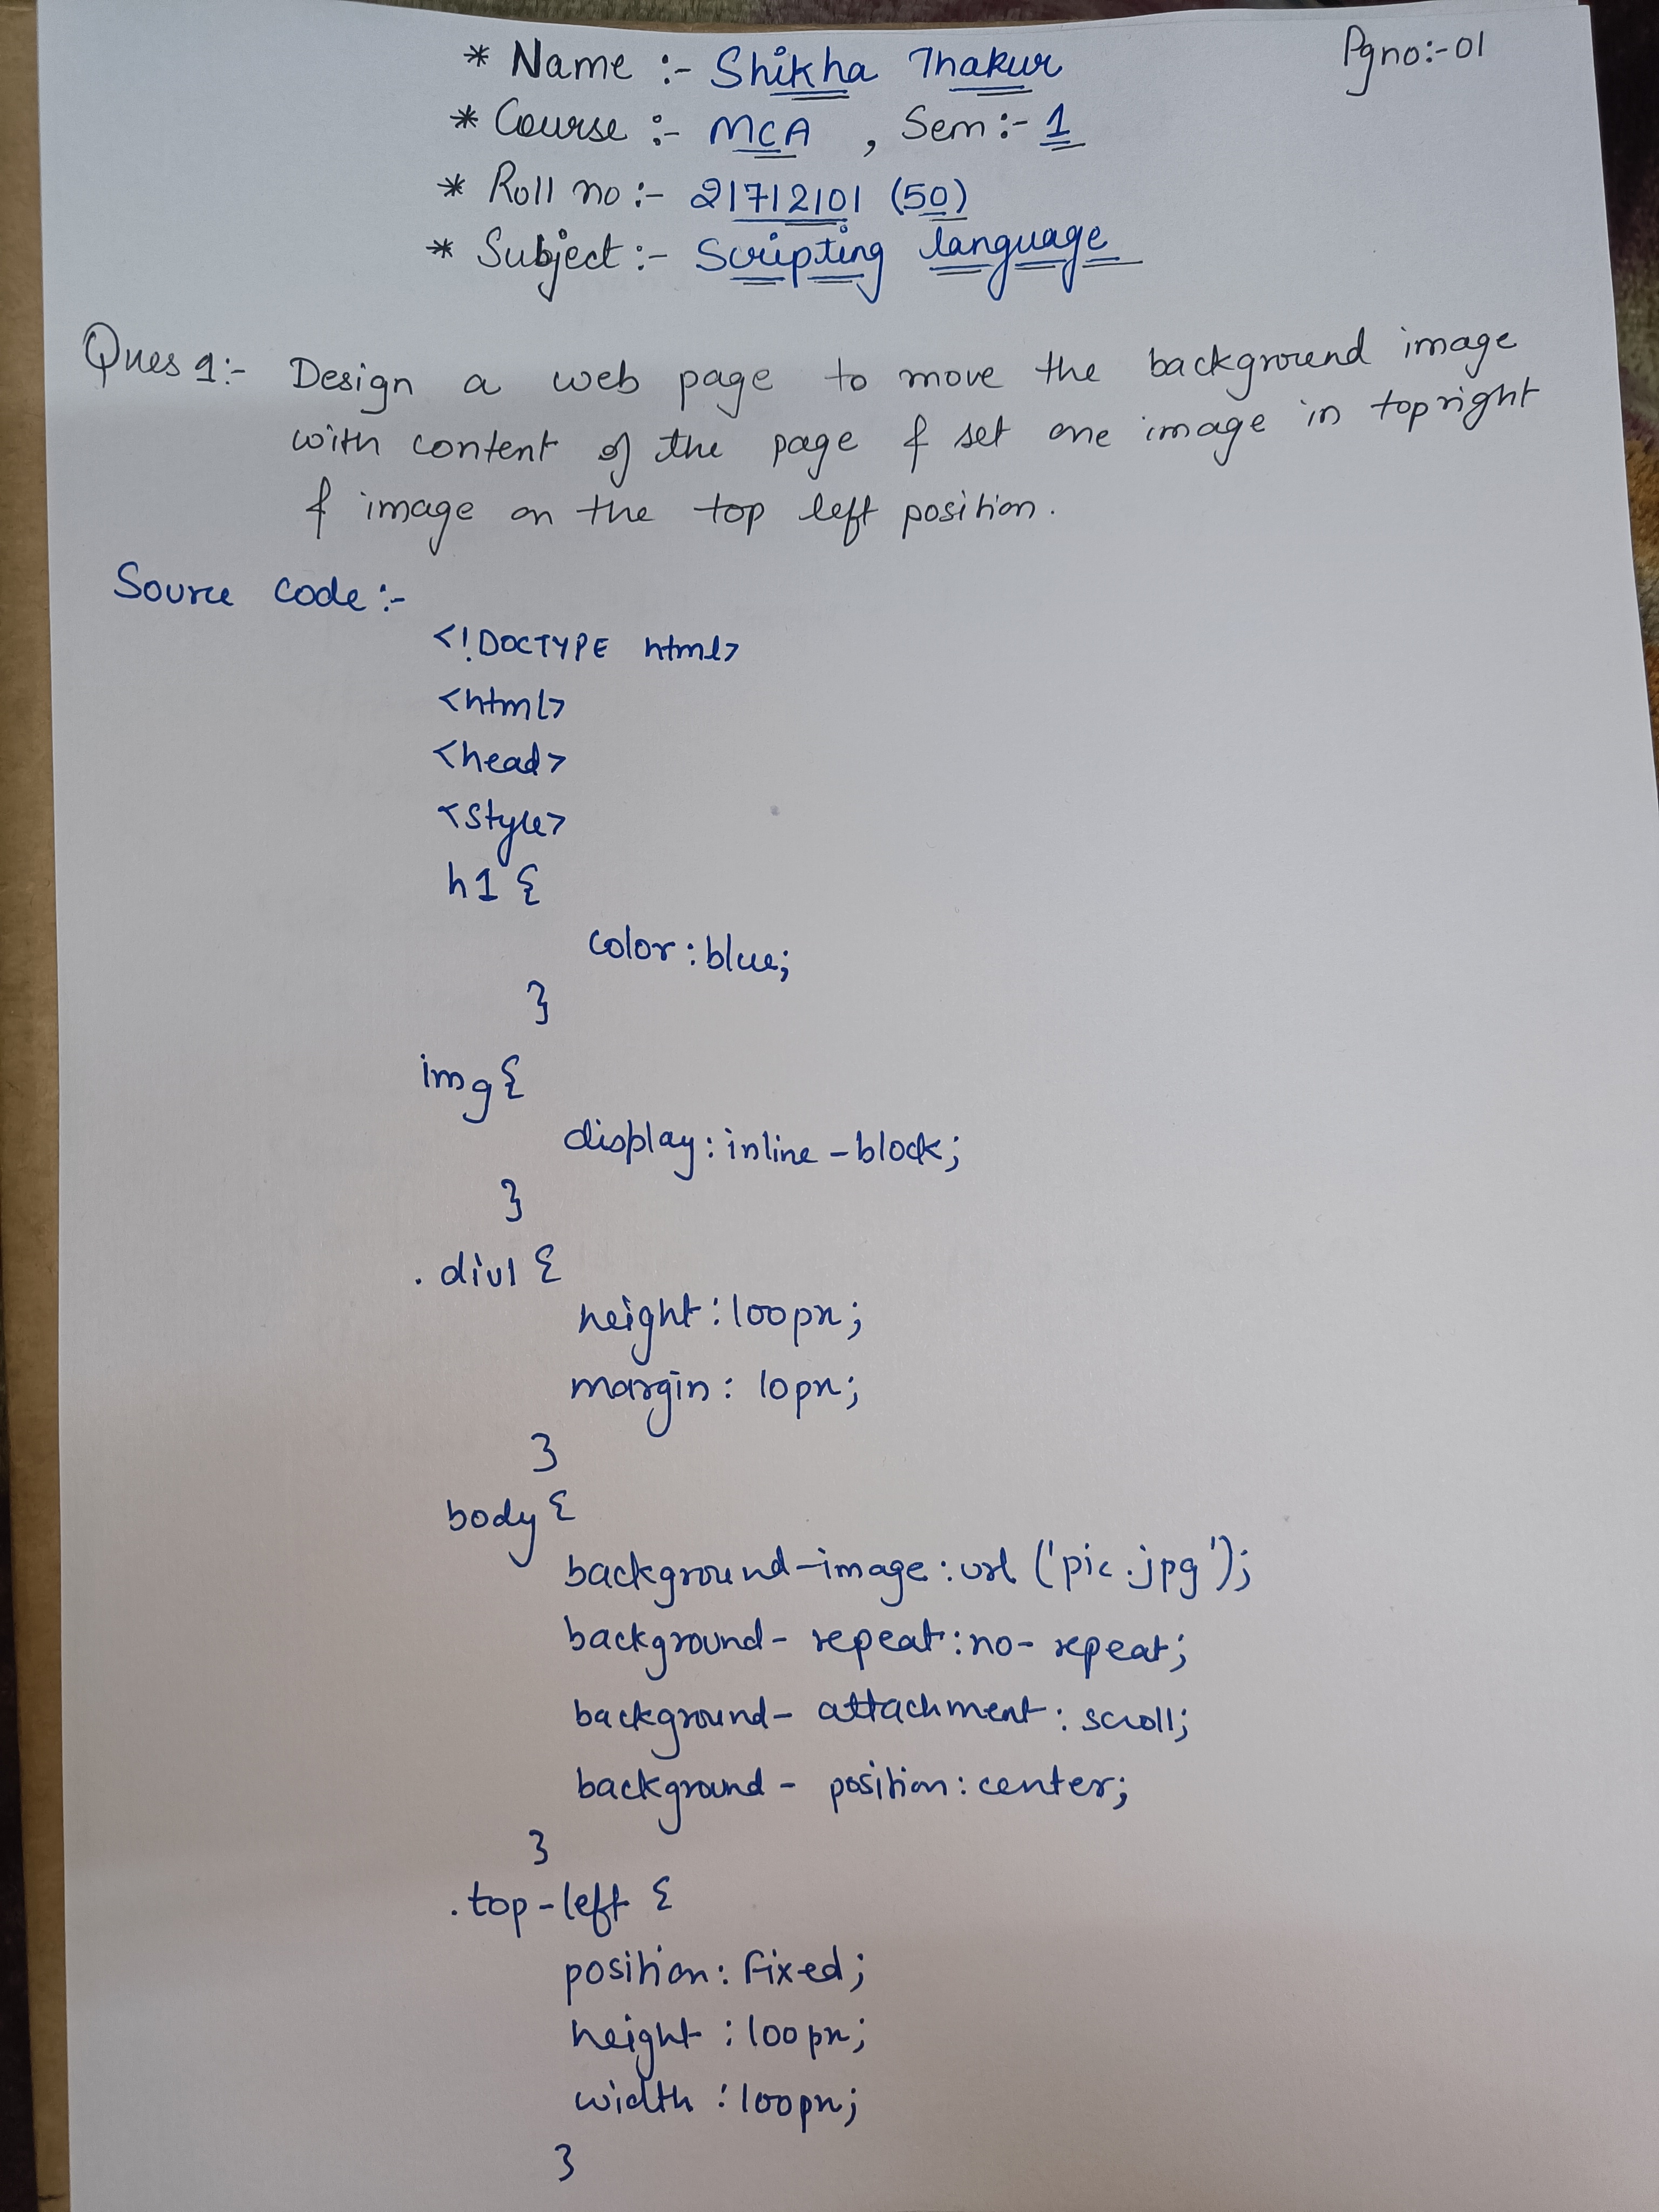 * Name :- Shikha Thakur
Pg no:-01
* Course :- MCA , Sem:- 1
* Roll no :- 21712101 (50)
* Subject :- Scripting language
Ques 1:- Design a web page to move the background image
with content of the page & set one image in top right
& image on the top left position.
Source code :-
<!DOCTYPE html>
<html>
<head>
<style>
h1 {
color : blue;
}
img {
display : inline-block;
}
.div1 {
height : 100px;
margin : 10px;
}
body {
background-image : url ('pic.jpg');
background-repeat : no-repeat;
background-attachment : scroll;
background-position : center;
}
.top-left {
position : fixed;
height : 100px;
width : 100px;
}